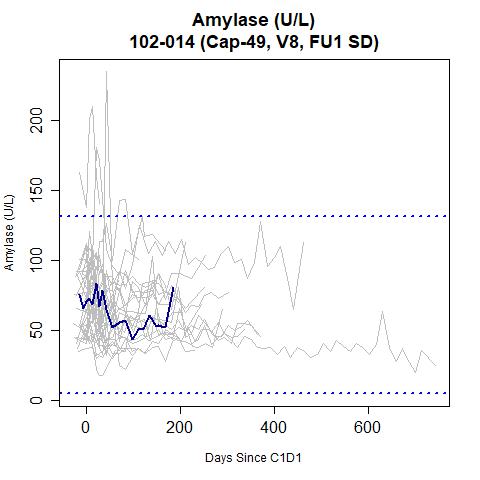 Amylase (U/L)
102-014 (Cap-49, V8, FU1 SD)
Amylase (U/L)
200
150
100
50
0
0 200 400 600
Days Since C1D1